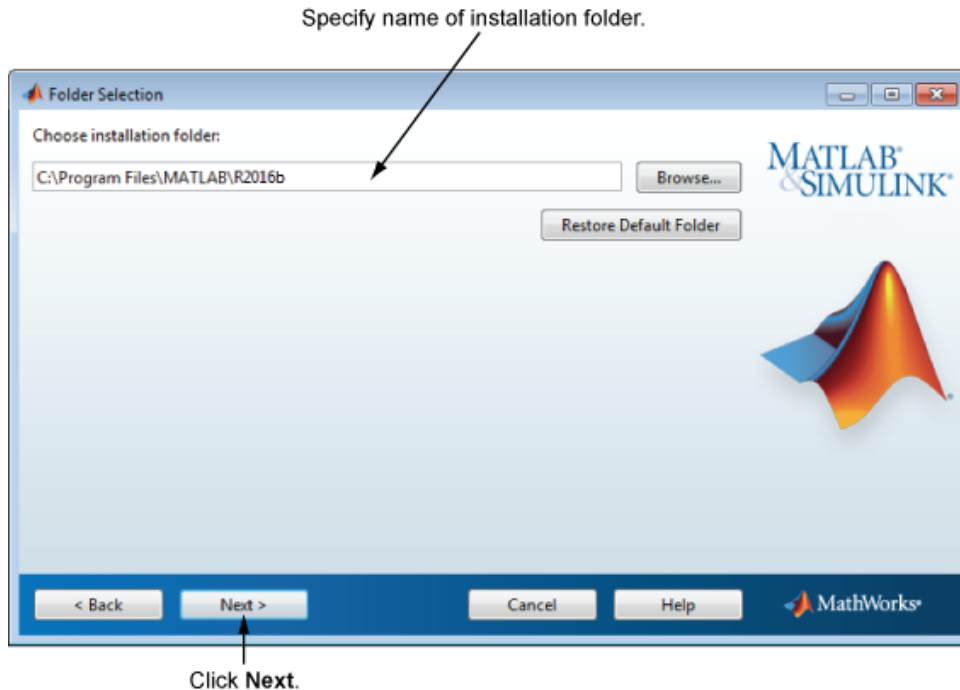 Specify name of installation folder.
Folder Selection
Choose installation folder:
C:\Program Files\MATLAB\R2016b
Browse...
Restore Default Folder
MATLAB®
&SIMULINK®
®
< Back
Next >
Cancel
Help
MathWorks®
Click Next.